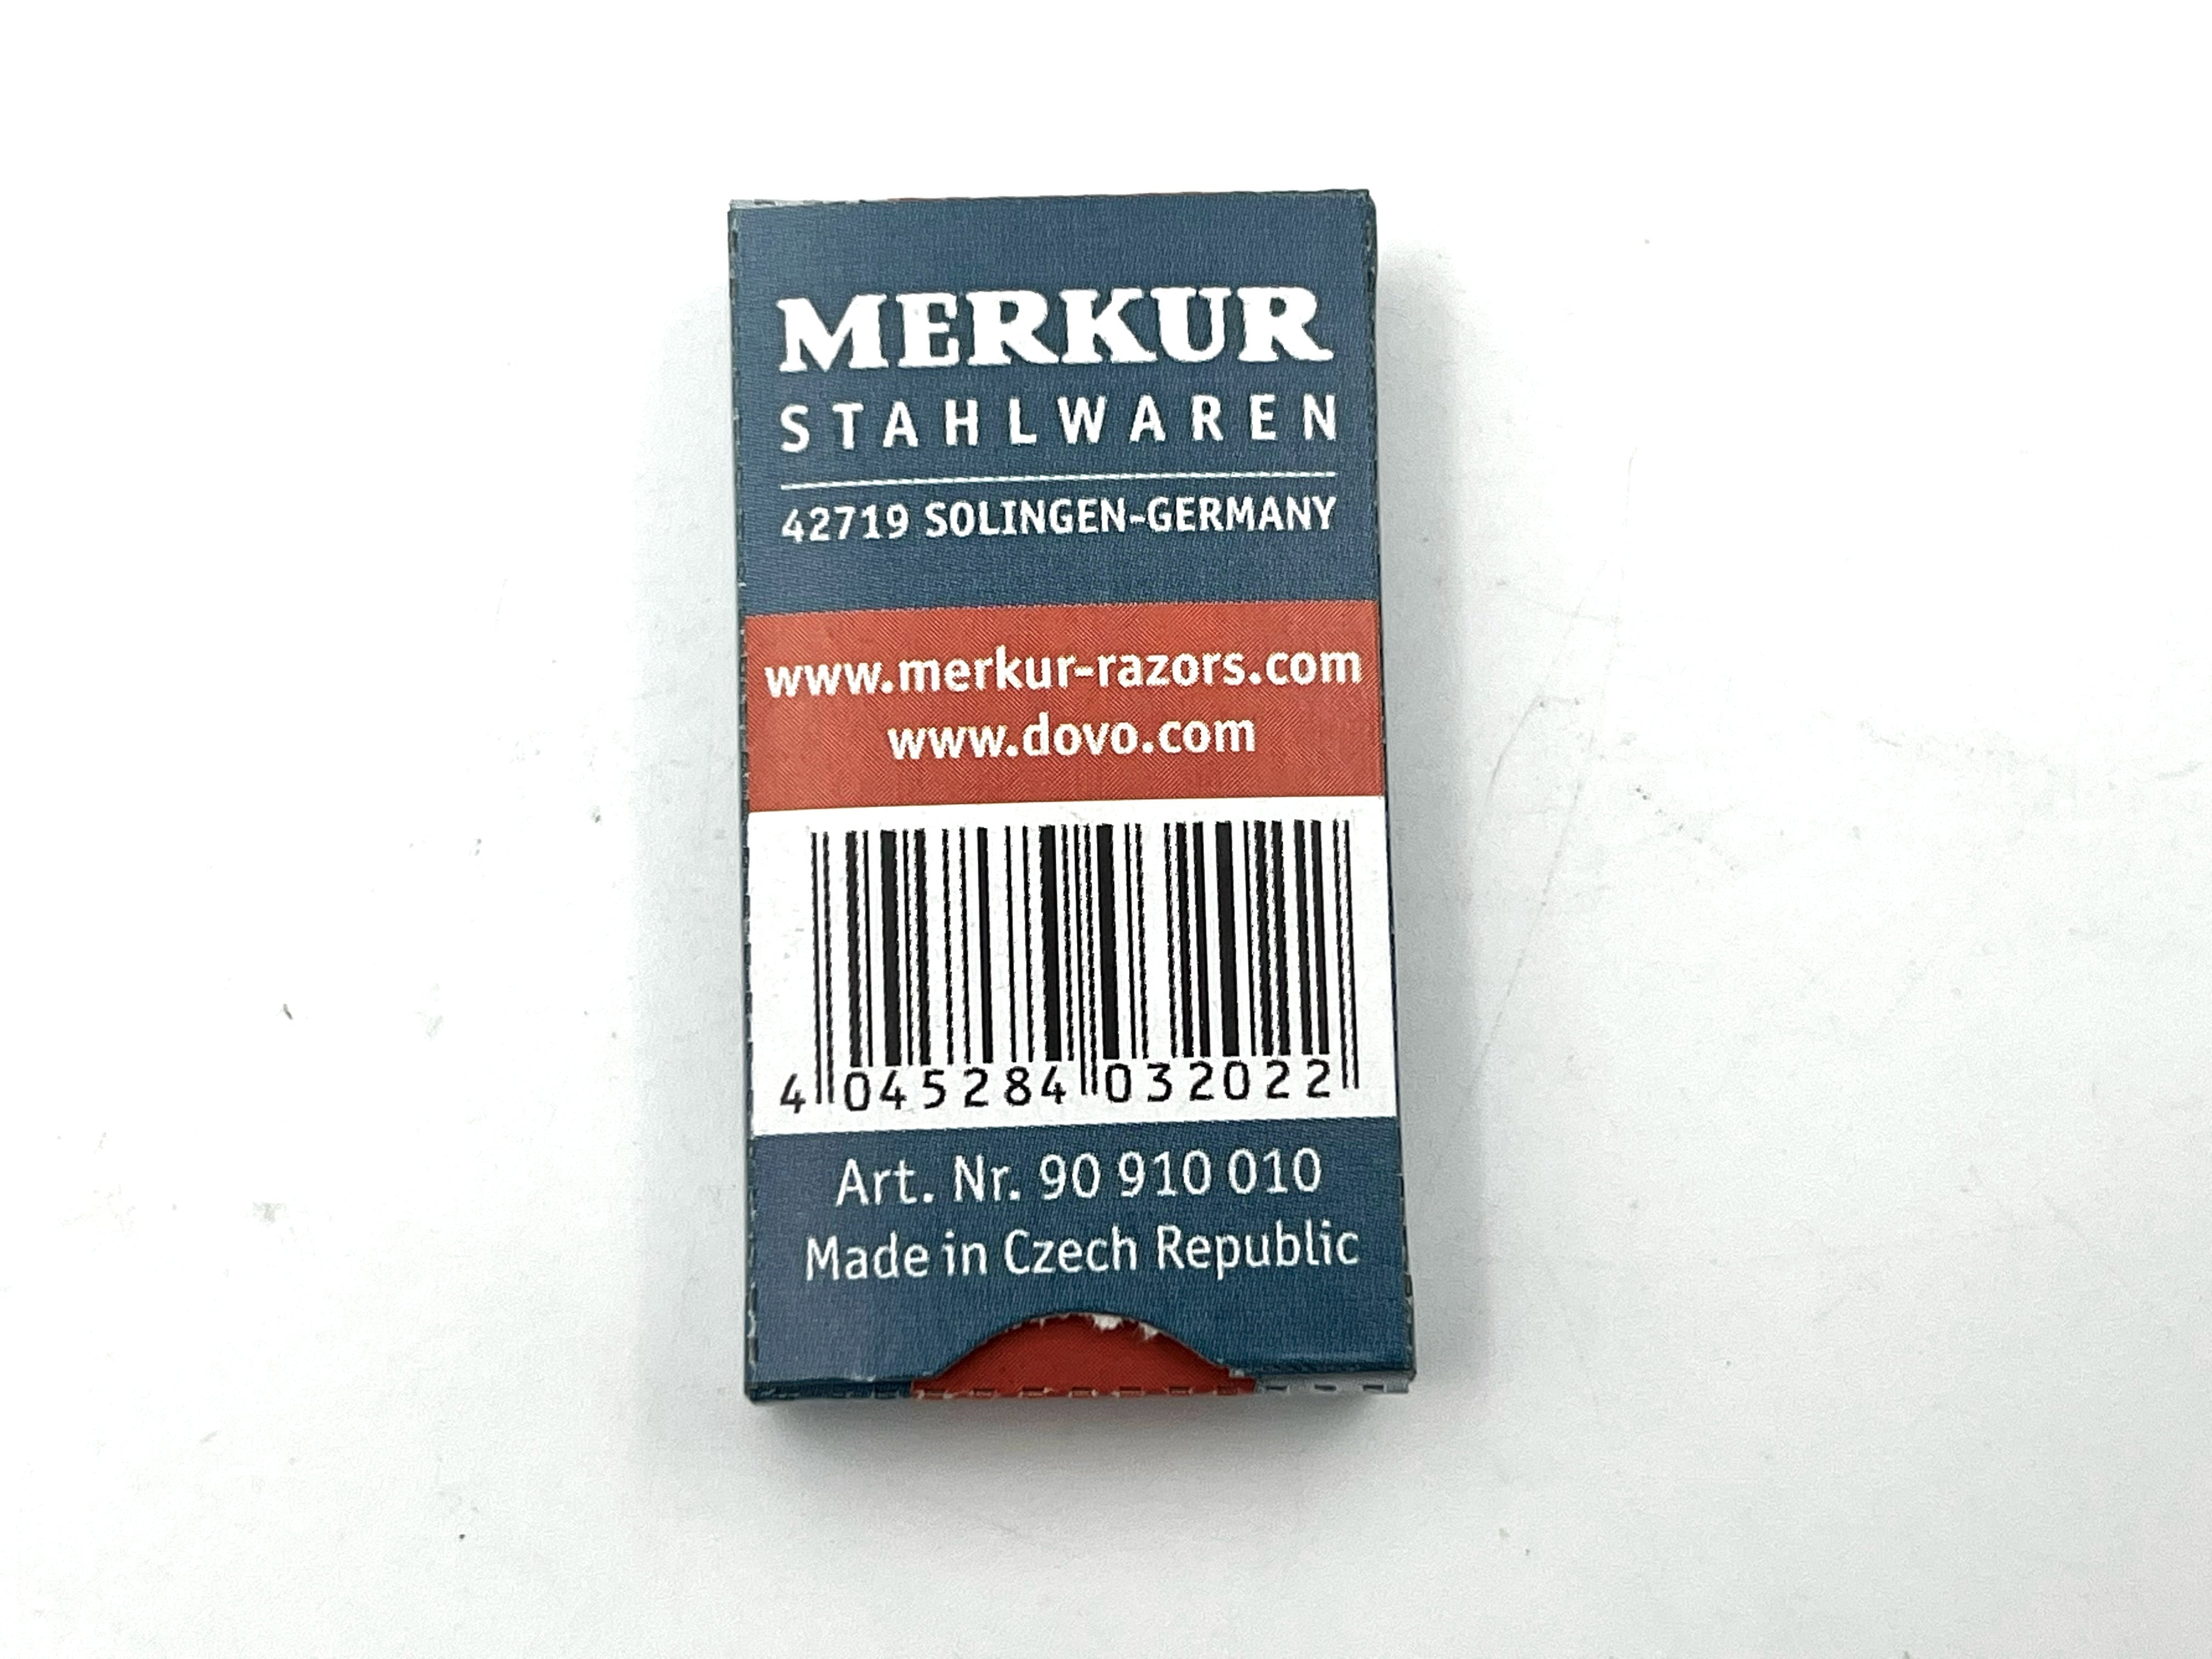 MERKUR
STAHLWAREN
42719 SOLINGEN-GERMANY
www.merkur-razors.com
www.dovo.com
4 045284 032022
Art. Nr. 90 910 010
Made in Czech Republic